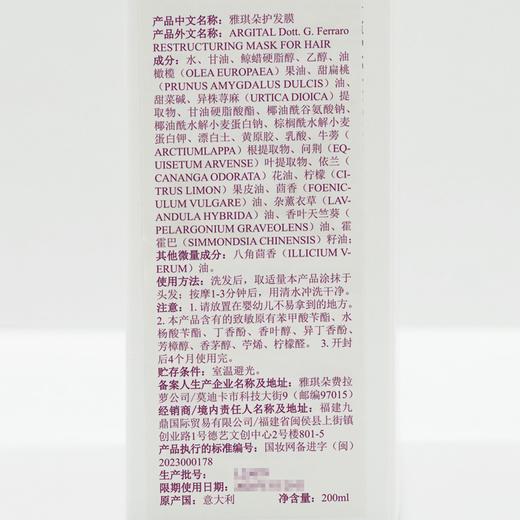 产品中文名称：雅琪朵护发膜
产品外文名称：ARGITAL Dott. G. Ferraro
RESTRUCTURING MASK FOR HAIR
成分：水、甘油、鲸蜡硬脂醇、乙醇、油
橄榄（OLEA EUROPAEA）果油、甜扁桃
（PRUNUS AMYGDALUS DULCIS）油、
甜菜碱、异株荨麻（URTICA DIOICA）提
取物、甘油硬脂酸酯、椰油酰谷氨酸钠、
椰油酰水解小麦蛋白钠、棕榈酰水解小麦
蛋白钾、漂白土、黄原胶、乳酸、牛蒡（
ARCTIUMLAPPA）根提取物、问荆（EQ-
UISETUM ARVENSE）叶提取物、依兰（
CANANGA ODORATA）花油、柠檬（CI-
TRUS LIMON）果皮油、茴香（FOENIC-
ULUM VULGARE）油、杂薰衣草（LAV-
ANDULA HYBRIDA）油、香叶天竺葵（
PELARGONIUM GRAVEOLENS）油、霍
霍巴（SIMMONDSIA CHINENSIS）籽油；
其他微量成分：八角茴香（ILLICIUM V-
ERUM）油。
使用方法：洗发后，取适量本产品涂抹于
头发；按摩1-3分钟后，用清水冲洗干净。
注意：1. 请放置在婴幼儿不易拿到的地方。
2. 本产品含有的致敏原有苯甲酸苄酯、水
杨酸苄酯、丁香酚、香叶醇、异丁香酚、
芳樟醇、香茅醇、苧烯、柠檬醛。3. 开封
后4个月使用完。
贮存条件：室温避光。
备案人生产企业名称及地址：雅琪朵费拉
萝公司/莫迪卡市科技大街9（邮编97015）
经销商/境内责任人名称及地址：福建九
鼎国际贸易有限公司/福建省闽侯县上街镇
创业路1号德艺文创中心2号楼801-5
产品执行的标准编号：国妆网备进字（闽）
2023000178
生产批号：
限期使用日期：
原产国：意大利 净含量：200ml